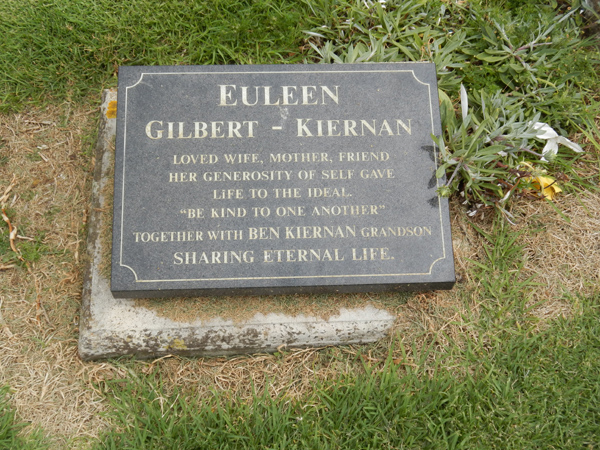 EULEEN
GILBERT - KIERNAN
LOVED WIFE, MOTHER, FRIEND
HER GENEROSITY OF SELF GAVE
LIFE TO THE IDEAL.
"BE KIND TO ONE ANOTHER"
TOGETHER WITH BEN KIERNAN GRANDSON
SHARING ETERNAL LIFE.